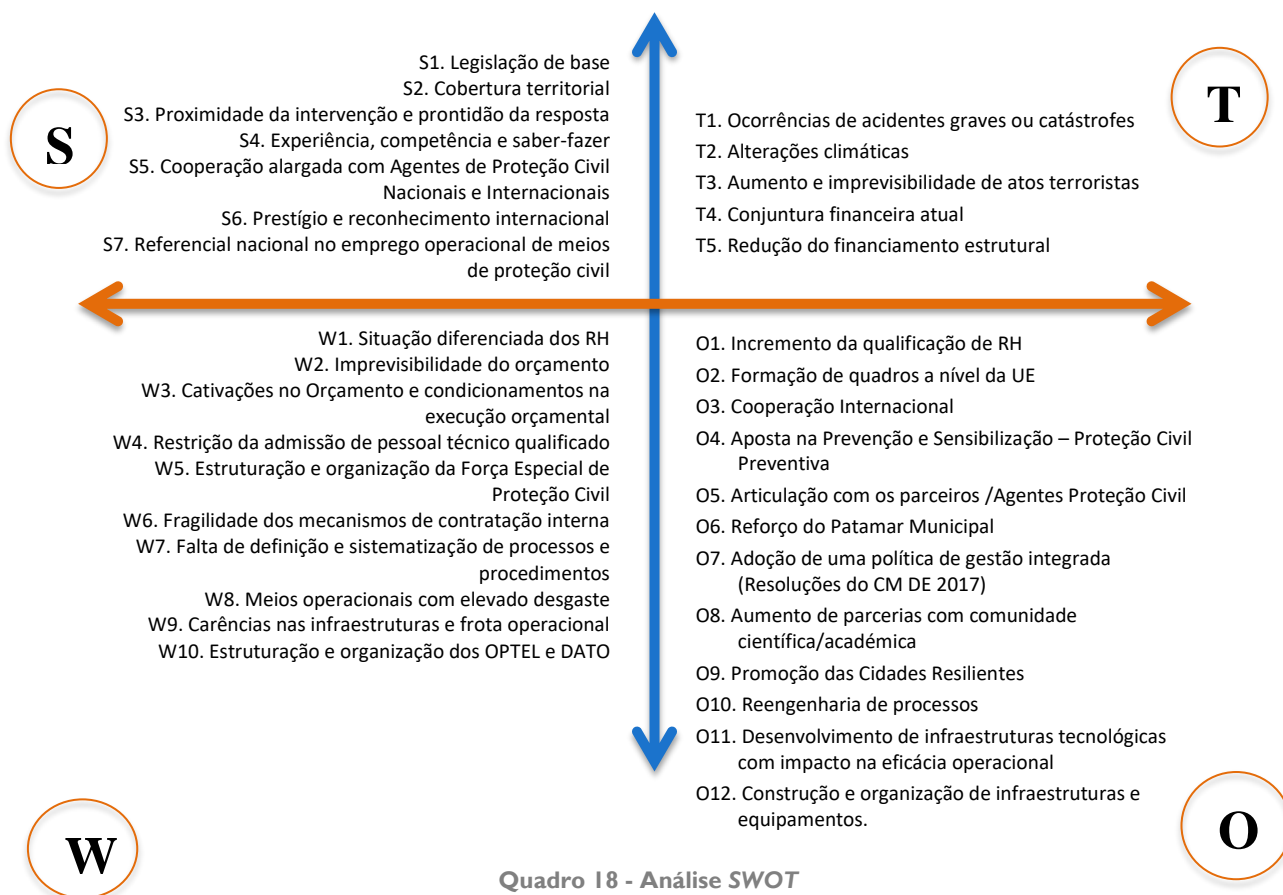 S
S1. Legislação de base
S2. Cobertura territorial
S3. Proximidade da intervenção e prontidão da resposta
S4. Experiência, competência e saber-fazer
S5. Cooperação alargada com Agentes de Proteção Civil
Nacionais e Internacionais
S6. Prestígio e reconhecimento internacional
S7. Referencial nacional no emprego operacional de meios
de proteção civil
T
T1. Ocorrências de acidentes graves ou catástrofes
T2. Alterações climáticas
T3. Aumento e imprevisibilidade de atos terroristas
T4. Conjuntura financeira atual
T5. Redução do financiamento estrutural
W1. Situação diferenciada dos RH
W2. Imprevisibilidade do orçamento
W3. Cativações no Orçamento e condicionamentos na
execução orçamental
W4. Restrição da admissão de pessoal técnico qualificado
W5. Estruturação e organização da Força Especial de
Proteção Civil
W6. Fragilidade dos mecanismos de contratação interna
W7. Falta de definição e sistematização de processos e
procedimentos
W8. Meios operacionais com elevado desgaste
W9. Carências nas infraestruturas e frota operacional
W10. Estruturação e organização dos OPTEL e DATO
W
O1. Incremento da qualificação de RH
O2. Formação de quadros a nível da UE
O3. Cooperação Internacional
O4. Aposta na Prevenção e Sensibilização – Proteção Civil
Preventiva
O5. Articulação com os parceiros /Agentes Proteção Civil
O6. Reforço do Patamar Municipal
O7. Adoção de uma política de gestão integrada
(Resoluções do CM DE 2017)
O8. Aumento de parcerias com comunidade
científica/académica
O9. Promoção das Cidades Resilientes
O10. Reengenharia de processos
O11. Desenvolvimento de infraestruturas tecnológicas
com impacto na eficácia operacional
O12. Construção e organização de infraestruturas e
equipamentos.
O
Quadro 18 - Análise SWOT